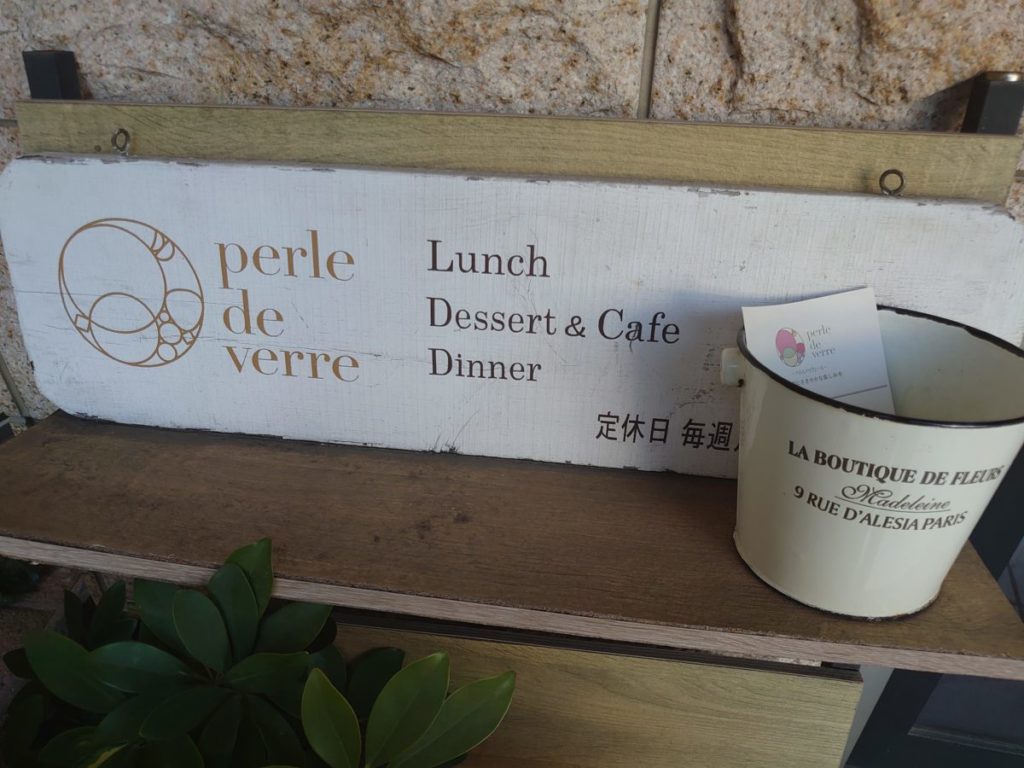 perle
de
verre
Lunch
Dessert & Cafe
Dinner
定休日 毎週
perle
de
verre
LA BOUTIQUE DE FLEURS
Madeleine
9 RUE D'ALESIA PARIS